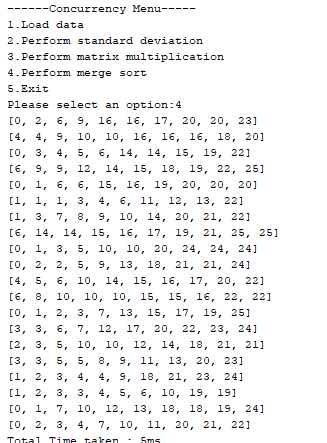 ------Concurrency Menu-----
1.Load data
2.Perform standard deviation
3.Perform matrix multiplication
4.Perform merge sort
5.Exit
Please select an option:4
[0, 2, 6, 9, 16, 16, 17, 20, 20, 23]
[4, 4, 9, 10, 10, 16, 16, 16, 18, 20]
[0, 3, 4, 5, 6, 14, 14, 15, 19, 22]
[6, 9, 9, 12, 14, 15, 18, 19, 22, 25]
[0, 1, 6, 6, 15, 16, 19, 20, 20, 20]
[1, 1, 1, 3, 4, 6, 11, 12, 13, 22]
[1, 3, 7, 8, 9, 10, 14, 20, 21, 22]
[6, 14, 14, 15, 16, 17, 19, 21, 25, 25]
[0, 1, 3, 5, 10, 10, 20, 24, 24, 24]
[0, 2, 2, 5, 9, 13, 18, 21, 21, 24]
[4, 5, 6, 10, 14, 15, 16, 17, 20, 22]
[6, 8, 10, 10, 10, 15, 15, 16, 22, 22]
[0, 1, 2, 3, 7, 13, 15, 17, 19, 25]
[3, 3, 6, 7, 12, 17, 20, 22, 23, 24]
[2, 3, 5, 10, 10, 12, 14, 18, 21, 21]
[3, 3, 5, 5, 8, 9, 11, 13, 20, 23]
[1, 2, 3, 4, 4, 9, 18, 21, 23, 24]
[1, 2, 3, 3, 4, 5, 6, 10, 19, 19]
[0, 1, 7, 10, 12, 13, 18, 18, 19, 24]
[0, 2, 3, 4, 7, 10, 11, 20, 21, 22]
Total Time taken : 5ms